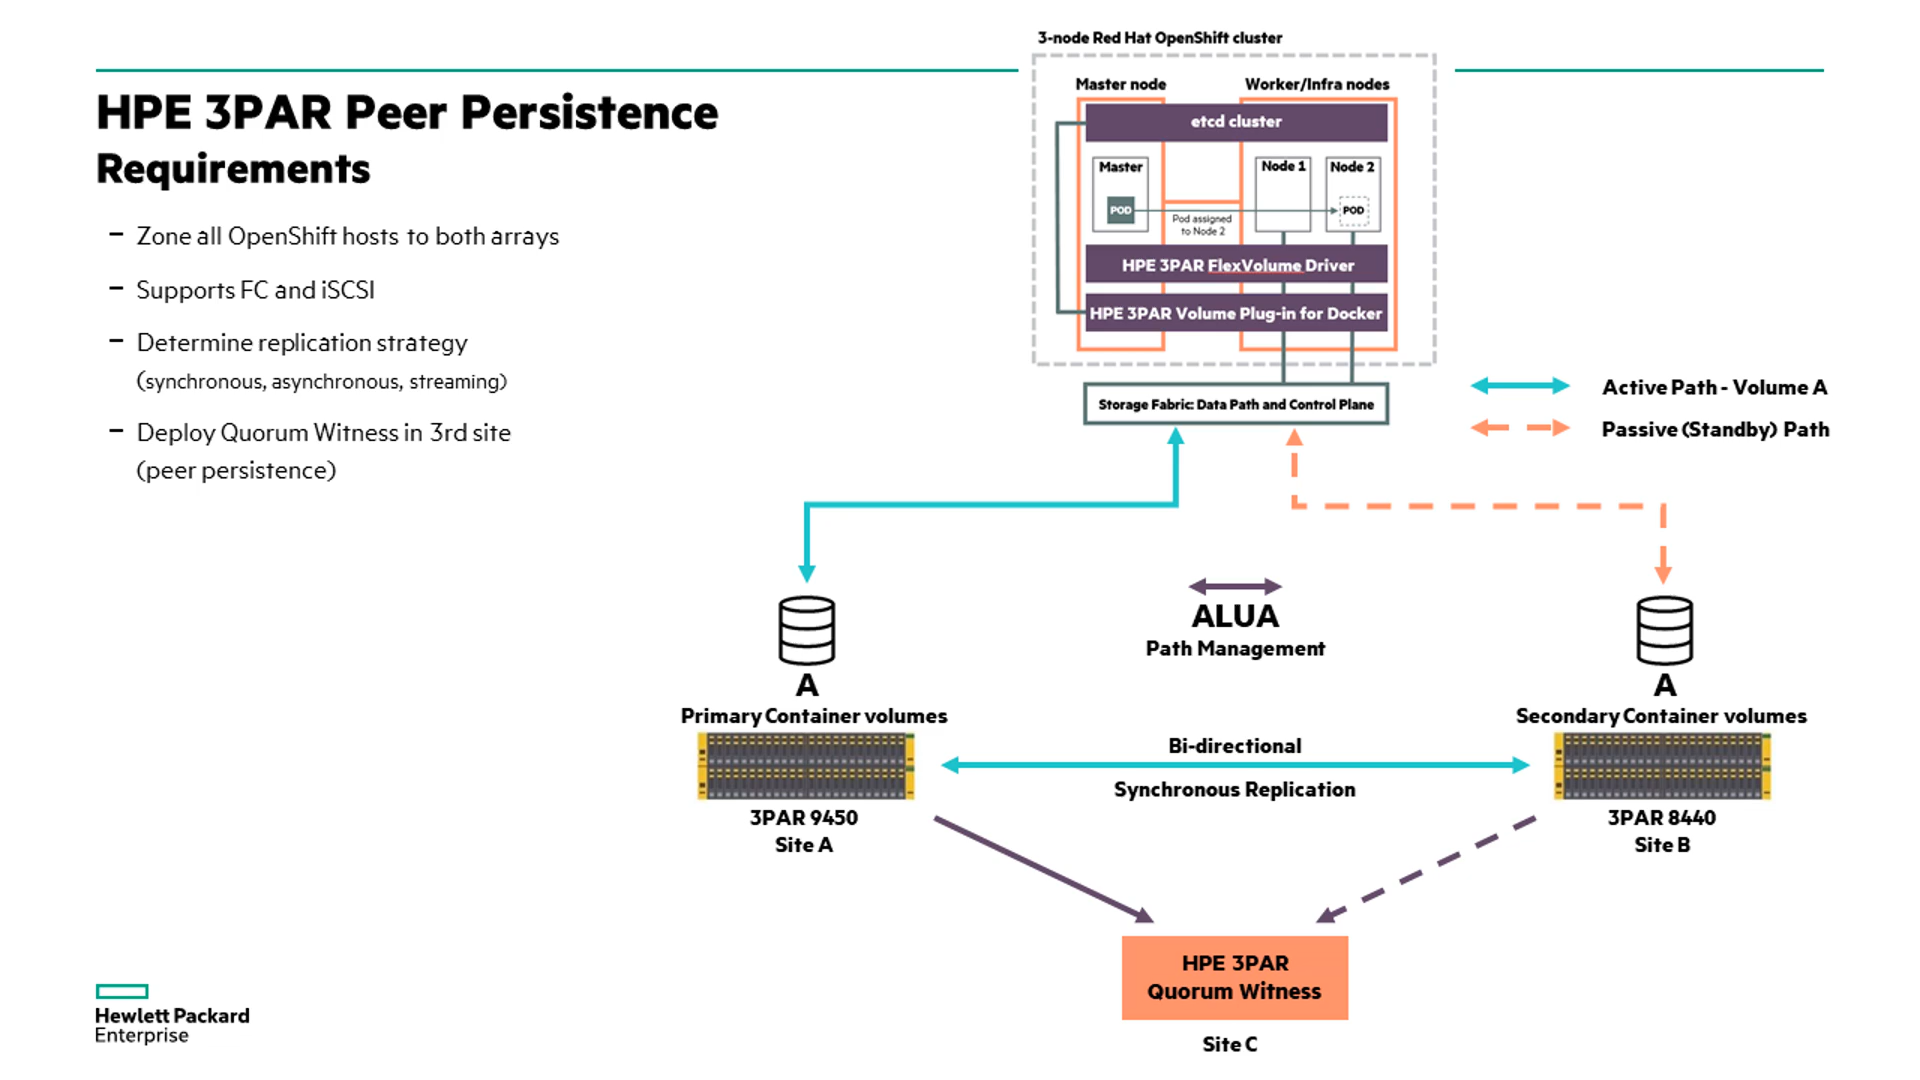 HPE 3PAR Peer Persistence
Requirements
– Zone all OpenShift hosts to both arrays
– Supports FC and iSCSI
– Determine replication strategy
(synchronous, asynchronous, streaming)
– Deploy Quorum Witness in 3rd site
(peer persistence)
3-node Red Hat OpenShift cluster
Master node
Worker/Infra nodes
etcd cluster
Master
Node 1
Node 2
POD
POD
Pod assigned
to Node 2
HPE 3PAR FlexVolume Driver
HPE 3PAR Volume Plug-in for Docker
Storage Fabric: Data Path and Control Plane
Active Path - Volume A
Passive (Standby) Path
ALUA
Path Management
A
Primary Container volumes
3PAR 9450
Site A
A
Secondary Container volumes
3PAR 8440
Site B
Bi-directional
Synchronous Replication
HPE 3PAR
Quorum Witness
Site C
Hewlett Packard
Enterprise